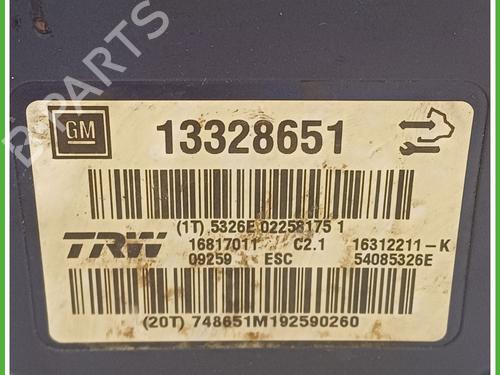 B-PARTS
GM 13328651
(1T) 5326E 02258175 1
TRW 16817011 C2.1 16312211-K
09259 ESC 54085326E
(20T) 748651M192590260